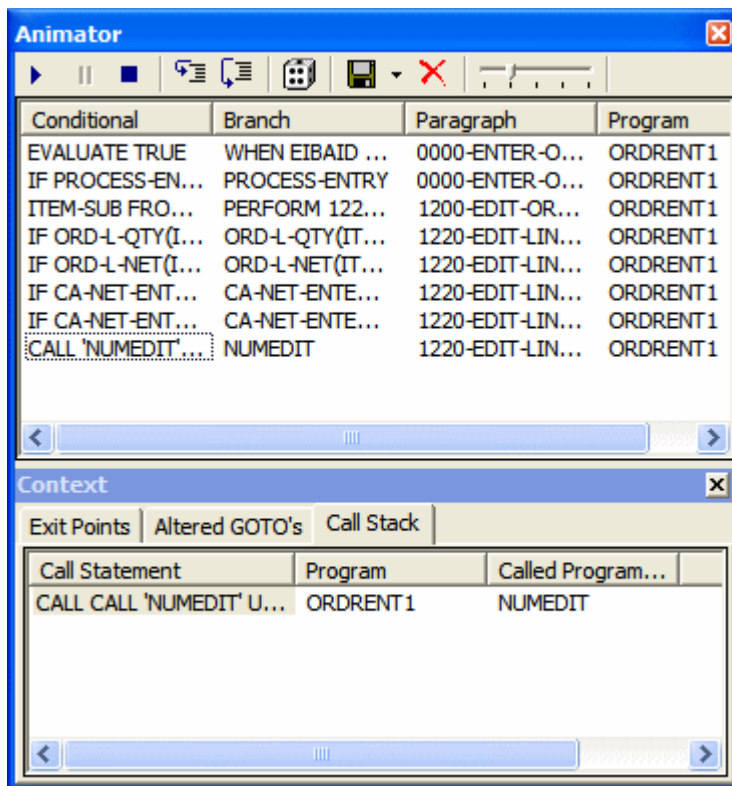 Animator
Conditional Branch Paragraph Program
EVALUATE TRUE WHEN EIBAID ... 0000-ENTER-O... ORDRENT1
IF PROCESS-EN... PROCESS-ENTRY 0000-ENTER-O... ORDRENT1
ITEM-SUB FRO... PERFORM 122... 1200-EDIT-OR... ORDRENT1
IF ORD-L-QTY(I... ORD-L-QTY(IT... 1220-EDIT-LIN... ORDRENT1
IF ORD-L-NET(I... ORD-L-NET(IT... 1220-EDIT-LIN... ORDRENT1
IF CA-NET-ENT... CA-NET-ENTE... 1220-EDIT-LIN... ORDRENT1
IF CA-NET-ENT... CA-NET-ENTE... 1220-EDIT-LIN... ORDRENT1
CALL 'NUMEDIT'... NUMEDIT 1220-EDIT-LIN... ORDRENT1
Context
Exit Points Altered GOTO's Call Stack
Call Statement Program Called Program...
CALL CALL 'NUMEDIT' U... ORDRENT1 NUMEDIT